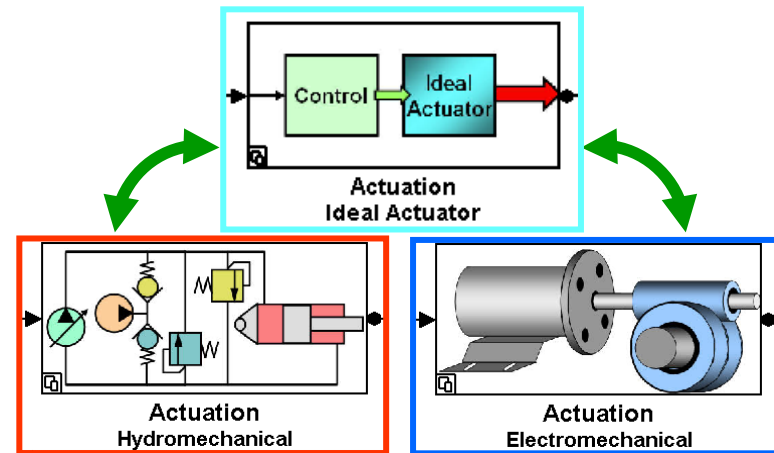 Control
Ideal
Actuator
Actuation
Ideal Actuator
Actuation
Hydromechanical
Actuation
Electromechanical